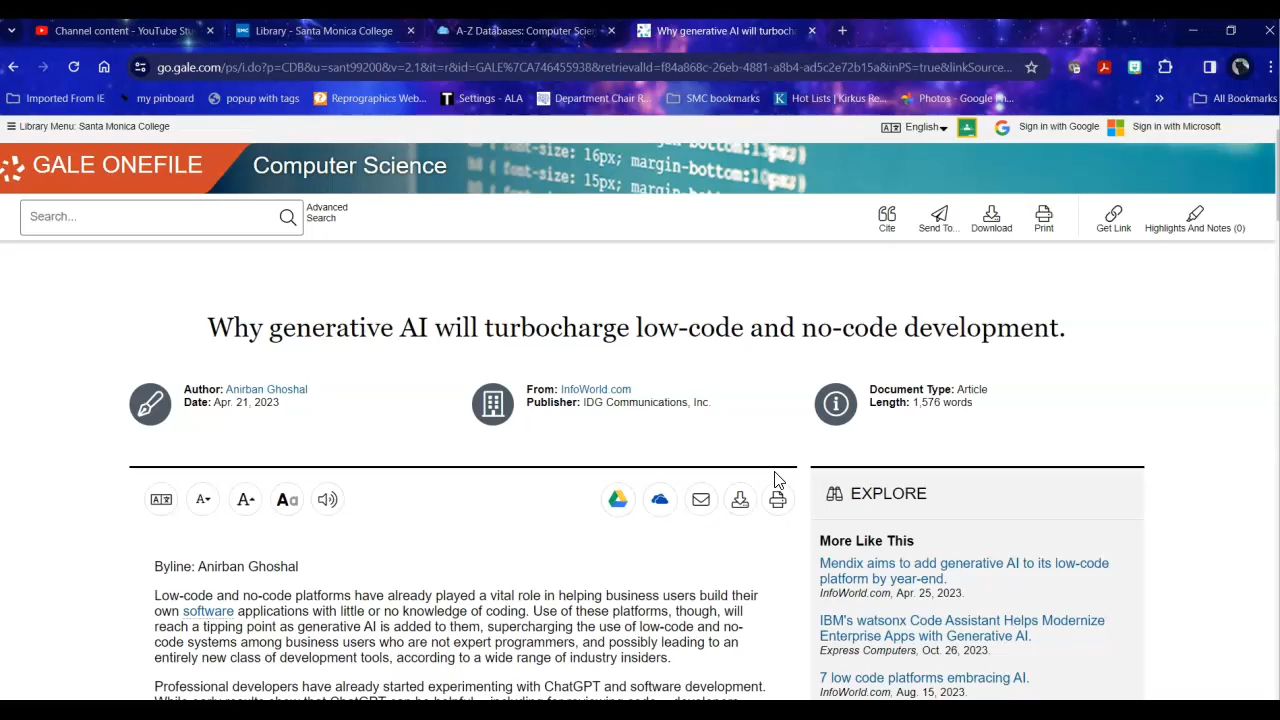 Channel content - YouTube Stu
Library - Santa Monica College
A-Z Databases: Computer Scien
Why generative AI will turboch
go.gale.com/ps/i.do?p=CDB&u=sant99200&v=2.1&it=r&id=GALE%7CA746455938&retrievalId=f84a868c-26eb-4881-a8b4-ad5c2e72b15a&inPS=true&linkSource...
Imported From IE
my pinboard
popup with tags
Reprographics Web...
Settings - ALA
Department Chair R...
SMC bookmarks
Hot Lists | Kirkus Re...
Photos - Google Ph...
»
All Bookmarks
Library Menu: Santa Monica College
English
Sign in with Google
Sign in with Microsoft
GALE ONEFILE
Computer Science
font-size: 16px; margin-bottom:
font-size: 15px; margin-bottom:
Search...
Advanced
Search
Cite
Send To...
Download
Print
Get Link
Highlights And Notes (0)
Why generative AI will turbocharge low-code and no-code development.
Author: Anirban Ghoshal
Date: Apr. 21, 2023
From: InfoWorld.com
Publisher: IDG Communications, Inc.
Document Type: Article
Length: 1,576 words
A
A
Aa
EXPLORE
More Like This
Mendix aims to add generative AI to its low-code
platform by year-end.
InfoWorld.com, Apr. 25, 2023.
IBM's watsonx Code Assistant Helps Modernize
Enterprise Apps with Generative AI.
Express Computers, Oct. 26, 2023.
7 low code platforms embracing AI.
InfoWorld.com, Aug. 15, 2023.
Byline: Anirban Ghoshal
Low-code and no-code platforms have already played a vital role in helping business users build their
own software applications with little or no knowledge of coding. Use of these platforms, though, will
reach a tipping point as generative AI is added to them, supercharging the use of low-code and no-
code systems among business users who are not expert programmers, and possibly leading to an
entirely new class of development tools, according to a wide range of industry insiders.
Professional developers have already started experimenting with ChatGPT and software development.